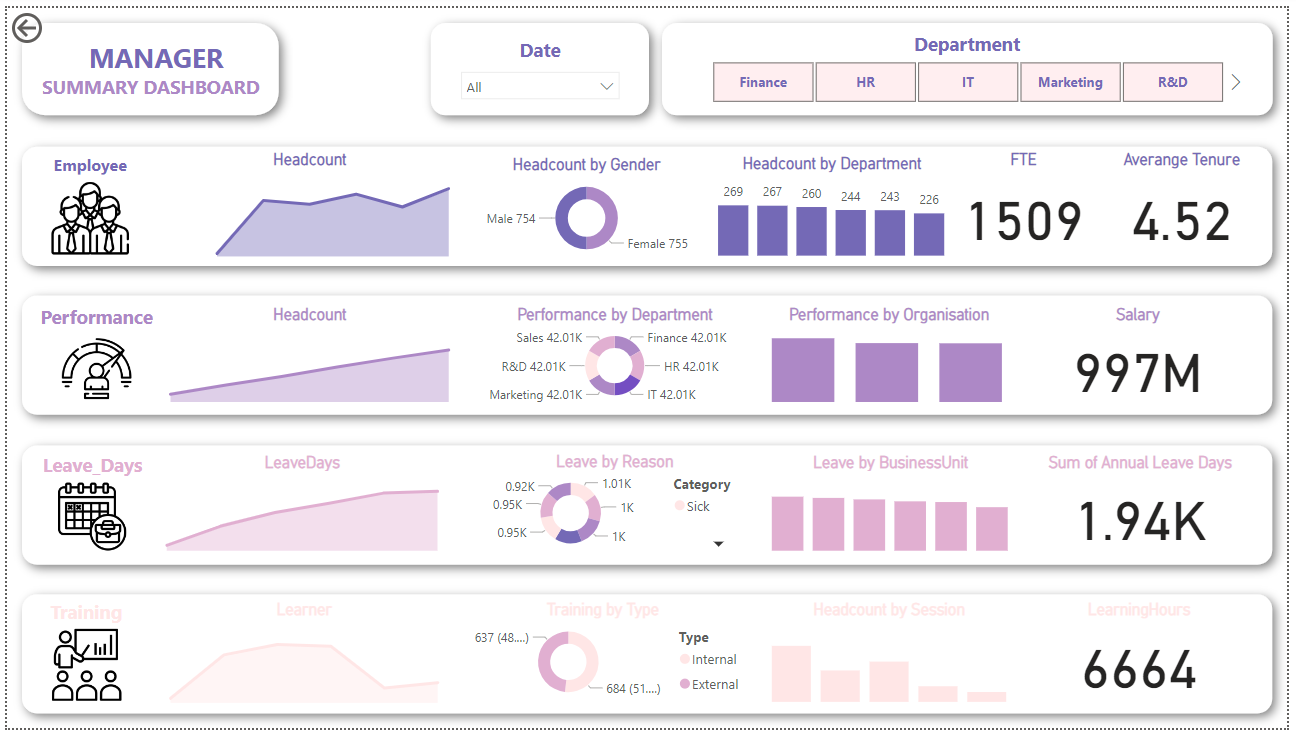 MANAGER
SUMMARY DASHBOARD
Date
All
Department
Finance
HR
IT
Marketing
R&D
Employee
Headcount
Headcount by Gender
Male 754
Female 755
Headcount by Department
269
267
260
244
243
226
FTE
1509
Averange Tenure
4.52
Performance
Headcount
Performance by Department
Sales 42.01K
Finance 42.01K
R&D 42.01K
HR 42.01K
Marketing 42.01K
IT 42.01K
Performance by Organisation
Salary
997M
Leave_Days
LeaveDays
Leave by Reason
0.92K
1.01K
0.95K
1K
0.95K
1K
Category
Sick
Leave by BusinessUnit
Sum of Annual Leave Days
1.94K
Training
Learner
Training by Type
637 (48....)
684 (51....)
Type
Internal
External
Headcount by Session
LearningHours
6664